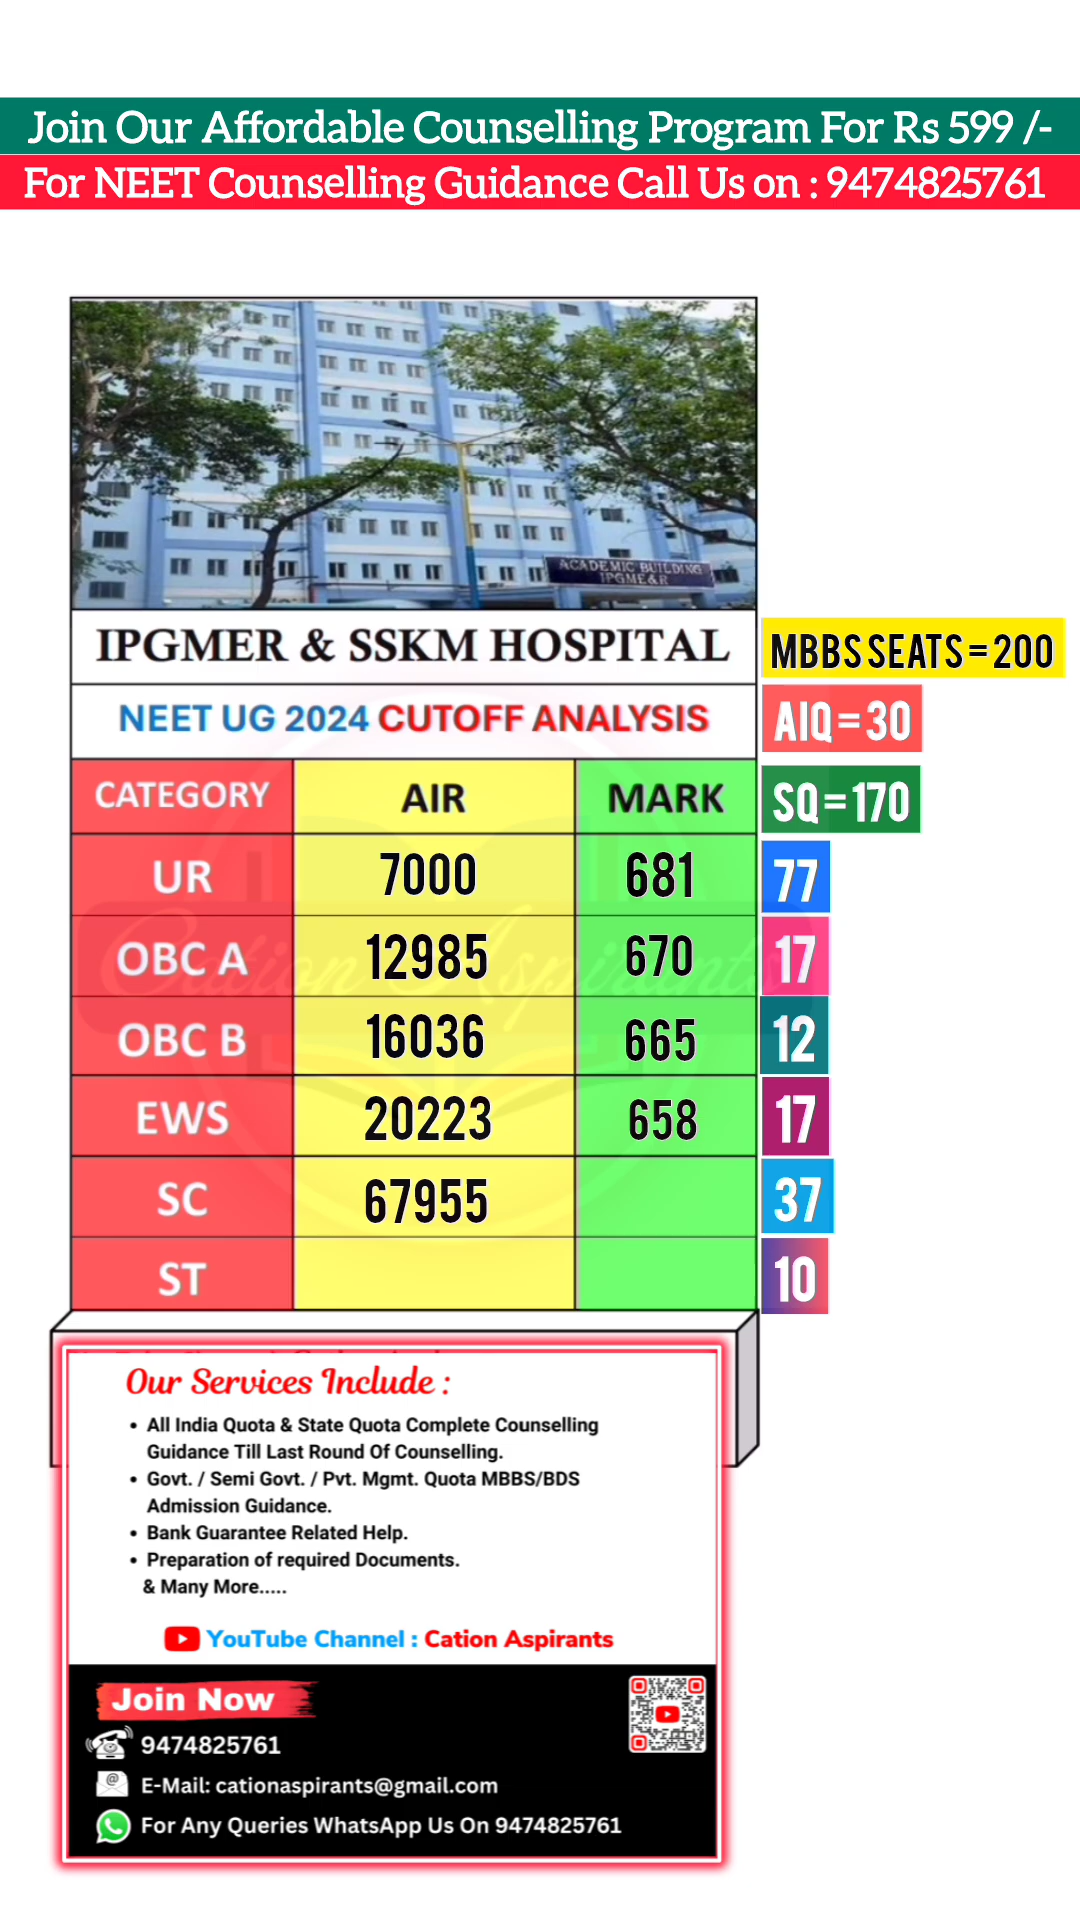 Join Our Affordable Counselling Program For Rs 599 /-
For NEET Counselling Guidance Call Us on : 9474825761
ACADEMIC BUILDING
IPGME&R
IPGMER & SSKM HOSPITAL
MBBS SEATS = 200
NEET UG 2024 CUTOFF ANALYSIS
AIQ = 30
CATEGORY AIR MARK
SQ = 170
UR 7000 681 77
OBC A 12985 670 17
OBC B 16036 665 12
EWS 20223 658 17
SC 67955 37
ST 10
Cation Aspirants
Our Services Include :
• All India Quota & State Quota Complete Counselling
Guidance Till Last Round Of Counselling.
• Govt. / Semi Govt. / Pvt. Mgmt. Quota MBBS/BDS
Admission Guidance.
• Bank Guarantee Related Help.
• Preparation of required Documents.
& Many More.....
YouTube Channel : Cation Aspirants
Join Now
9474825761
E-Mail: cationaspirants@gmail.com
For Any Queries WhatsApp Us On 9474825761